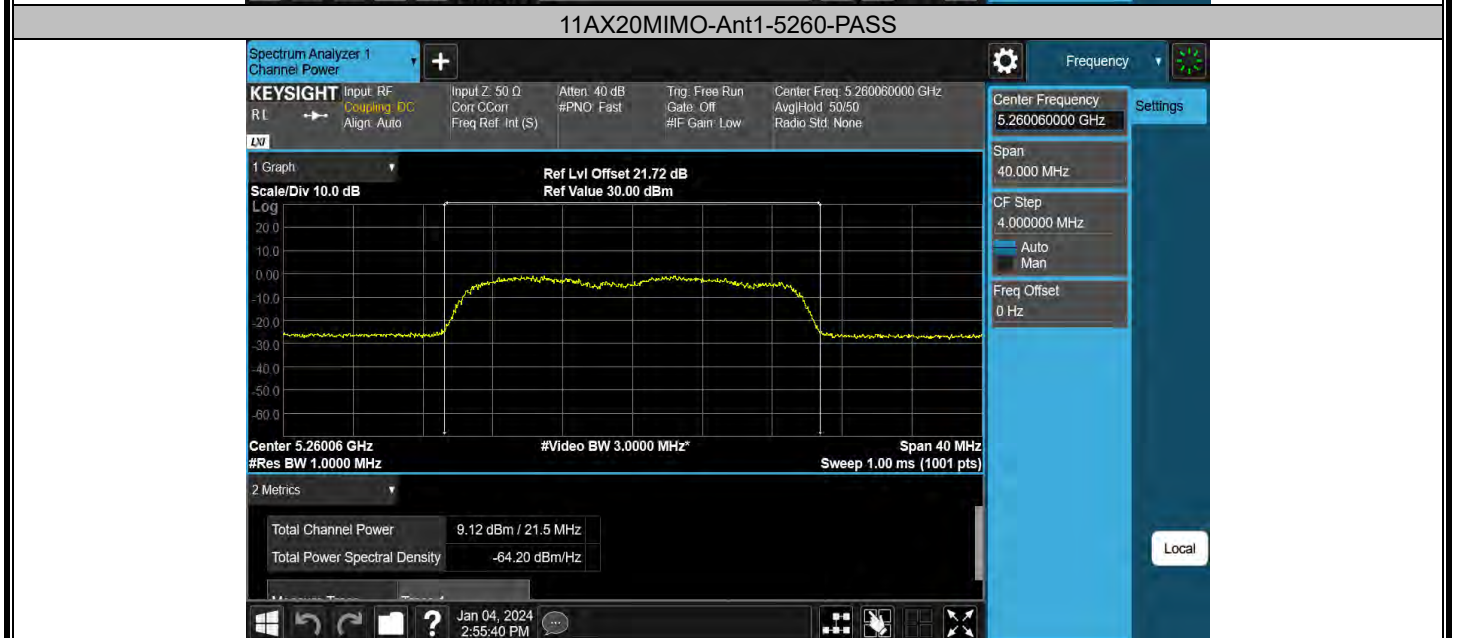 11AX20MIMO-Ant1-5260-PASS
Spectrum Analyzer 1
Channel Power
+
Frequency
KEYSIGHT
R L
LXI
Input: RF
Coupling: DC
Align: Auto
Input Z: 50 Ω
Corr CCorr
Freq Ref: Int (S)
Atten: 40 dB
#PNO: Fast
Trig: Free Run
Gate: Off
#IF Gain: Low
Center Freq: 5.260060000 GHz
Avg|Hold: 50/50
Radio Std: None
Center Frequency
5.260060000 GHz
Settings
Span
40.000 MHz
CF Step
4.000000 MHz
Auto
Man
Freq Offset
0 Hz
Local
1 Graph
Scale/Div 10.0 dB
Ref Lvl Offset 21.72 dB
Ref Value 30.00 dBm
Log
20.0
10.0
0.00
-10.0
-20.0
-30.0
-40.0
-50.0
-60.0
Center 5.26006 GHz
#Video BW 3.0000 MHz*
Span 40 MHz
#Res BW 1.0000 MHz
Sweep 1.00 ms (1001 pts)
2 Metrics
Total Channel Power 9.12 dBm / 21.5 MHz
Total Power Spectral Density -64.20 dBm/Hz
?
Jan 04, 2024
2:55:40 PM